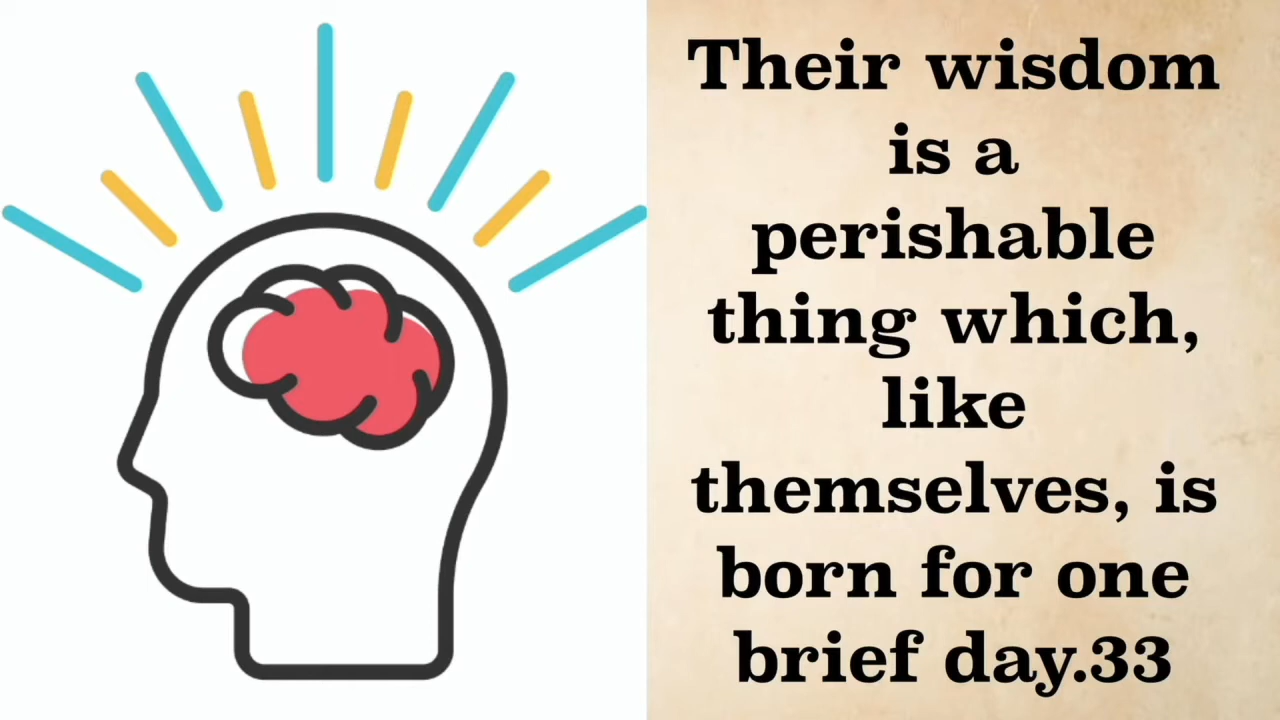 Their wisdom
is a
perishable
thing which,
like
themselves, is
born for one
brief day.33